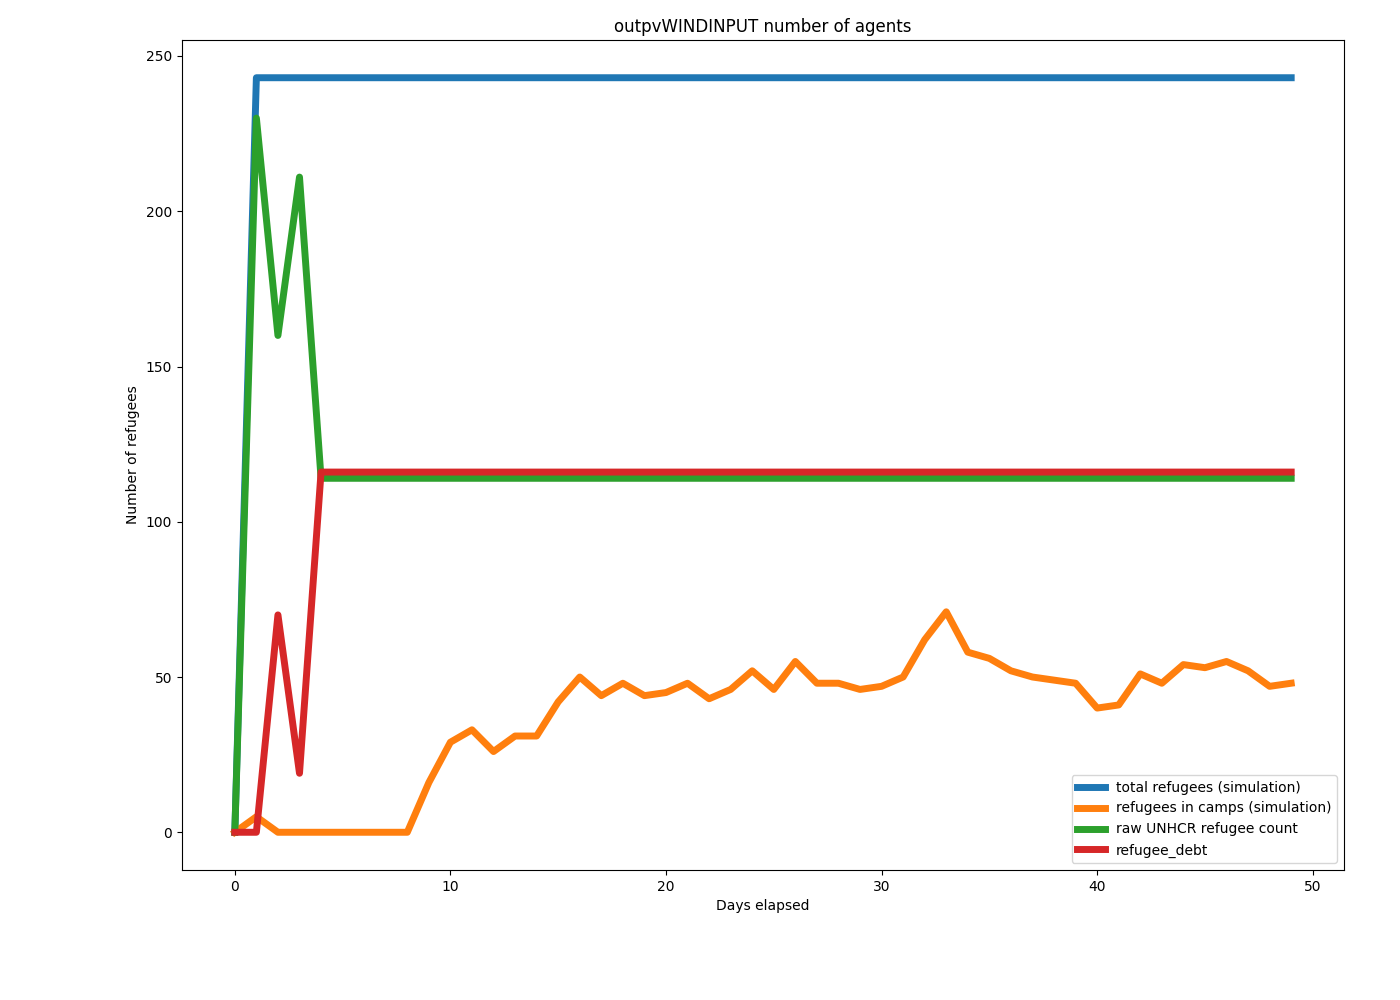 outpvWINDINPUT number of agents
Number of refugees
250
200
150
100
50
0
0 10 20 30 40 50
Days elapsed
total refugees (simulation)
refugees in camps (simulation)
raw UNHCR refugee count
refugee_debt